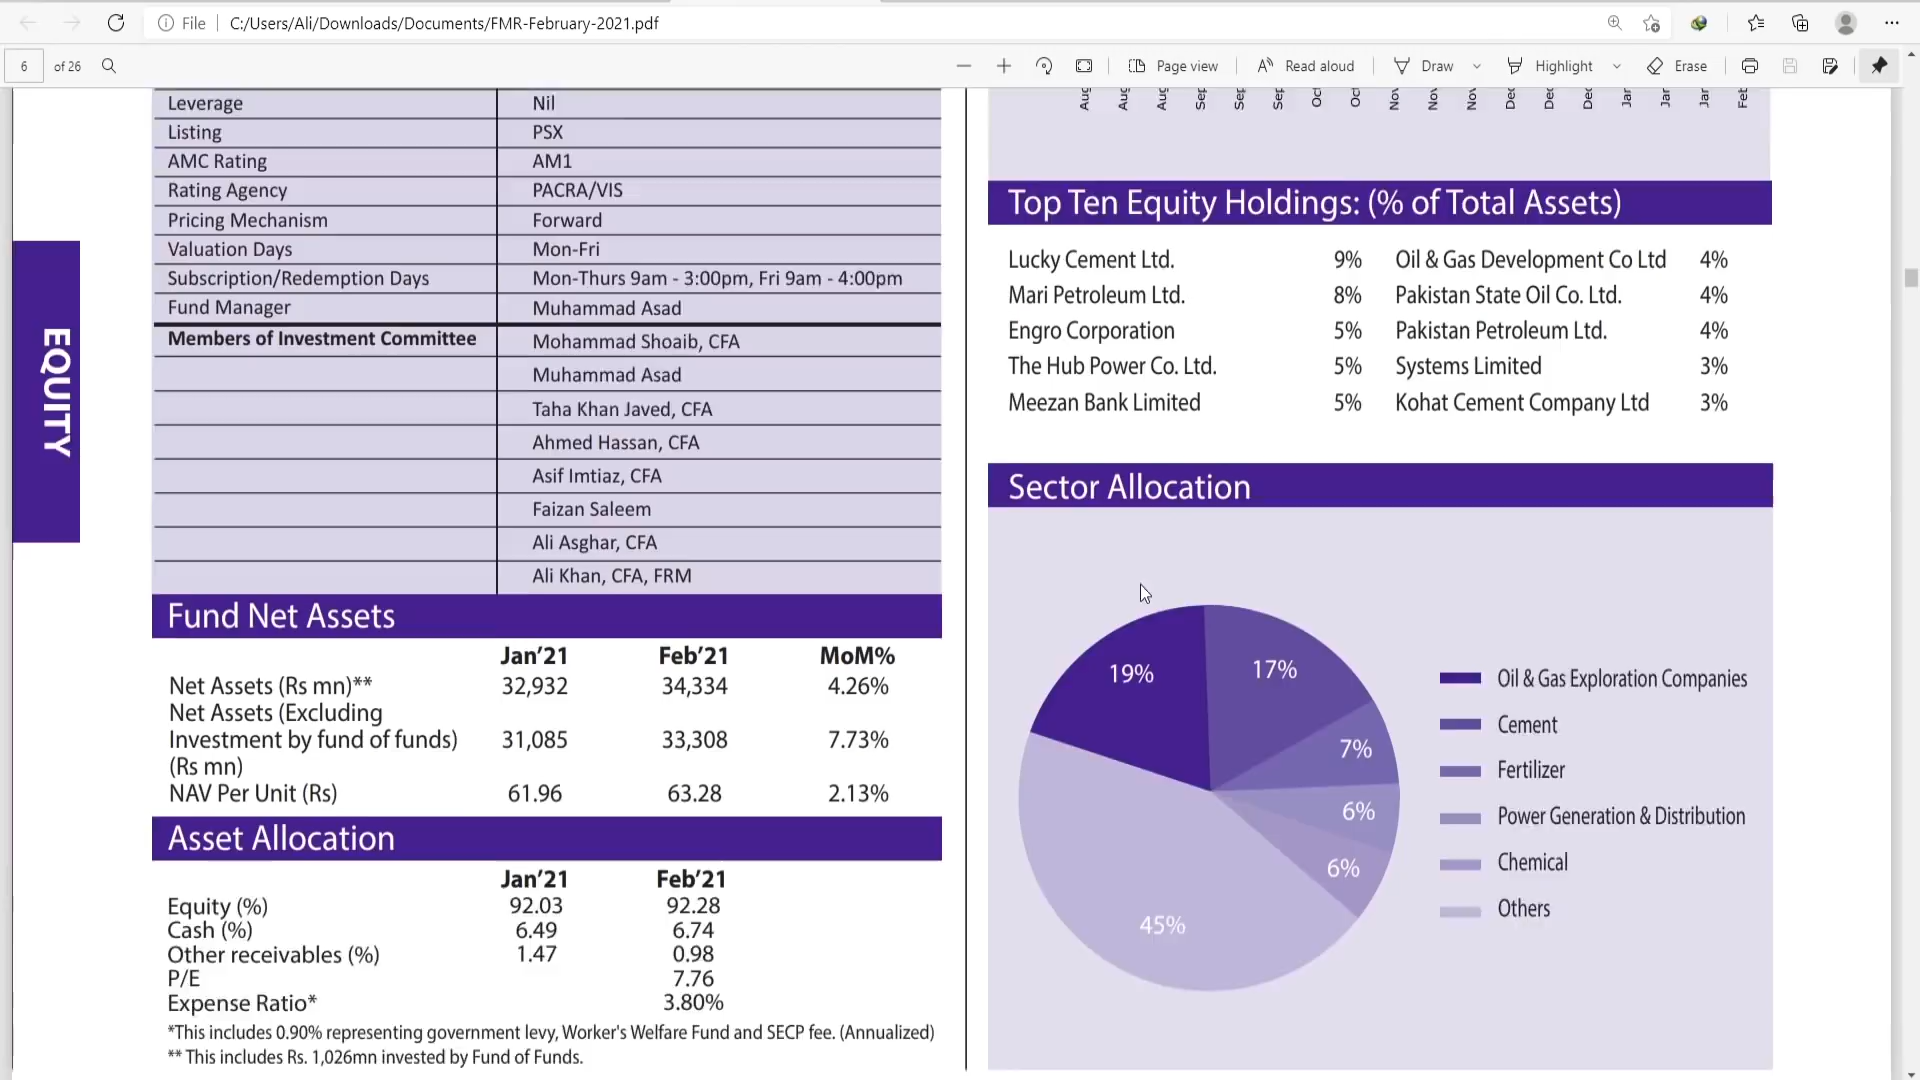 File
C:/Users/Ali/Downloads/Documents/FMR-February-2021.pdf
6 of 26
Page view
Read aloud
Draw
Highlight
Erase
EQUITY
Leverage Nil
Listing PSX
AMC Rating AM1
Rating Agency PACRA/VIS
Pricing Mechanism Forward
Valuation Days Mon-Fri
Subscription/Redemption Days Mon-Thurs 9am - 3:00pm, Fri 9am - 4:00pm
Fund Manager Muhammad Asad
Members of Investment Committee Mohammad Shoaib, CFA
Muhammad Asad
Taha Khan Javed, CFA
Ahmed Hassan, CFA
Asif Imtiaz, CFA
Faizan Saleem
Ali Asghar, CFA
Ali Khan, CFA, FRM
Fund Net Assets
Jan’21 Feb’21 MoM%
Net Assets (Rs mn)** 32,932 34,334 4.26%
Net Assets (Excluding
Investment by fund of funds) 31,085 33,308 7.73%
(Rs mn)
NAV Per Unit (Rs) 61.96 63.28 2.13%
Asset Allocation
Jan’21 Feb’21
Equity (%) 92.03 92.28
Cash (%) 6.49 6.74
Other receivables (%) 1.47 0.98
P/E 7.76
Expense Ratio* 3.80%
*This includes 0.90% representing government levy, Worker's Welfare Fund and SECP fee. (Annualized)
** This includes Rs. 1,026mn invested by Fund of Funds.
Aug Aug Aug Sep Sep Sep Oct Oct Nov Nov Nov Dec Dec Dec Jan Jan Jan Feb
Top Ten Equity Holdings: (% of Total Assets)
Lucky Cement Ltd. 9% Oil & Gas Development Co Ltd 4%
Mari Petroleum Ltd. 8% Pakistan State Oil Co. Ltd. 4%
Engro Corporation 5% Pakistan Petroleum Ltd. 4%
The Hub Power Co. Ltd. 5% Systems Limited 3%
Meezan Bank Limited 5% Kohat Cement Company Ltd 3%
Sector Allocation
19%
17%
7%
6%
6%
45%
Oil & Gas Exploration Companies
Cement
Fertilizer
Power Generation & Distribution
Chemical
Others